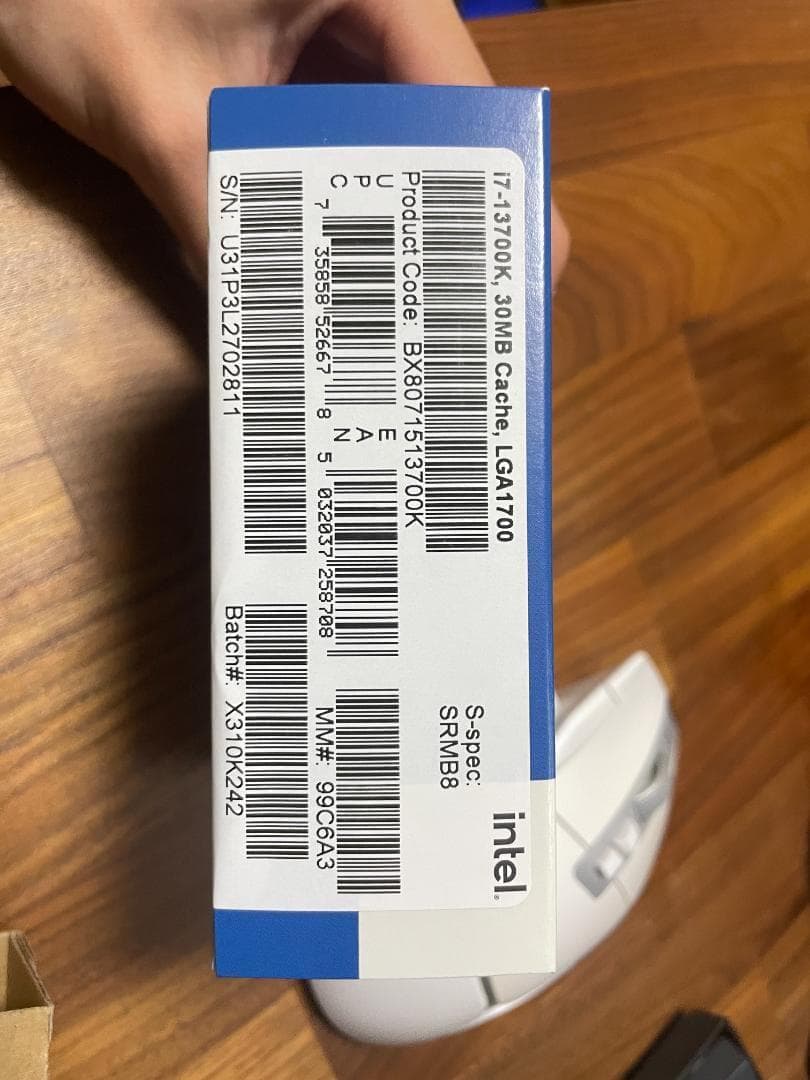 i7-13700K, 30MB Cache, LGA1700
intel.
Product Code: BX8071513700K
S-spec:
SRMB8
UPC
7 35858 52667 8
EAN
5 032037 258708
MM#: 99C6A3
S/N: U31P3L2702811
Batch#: X310K242